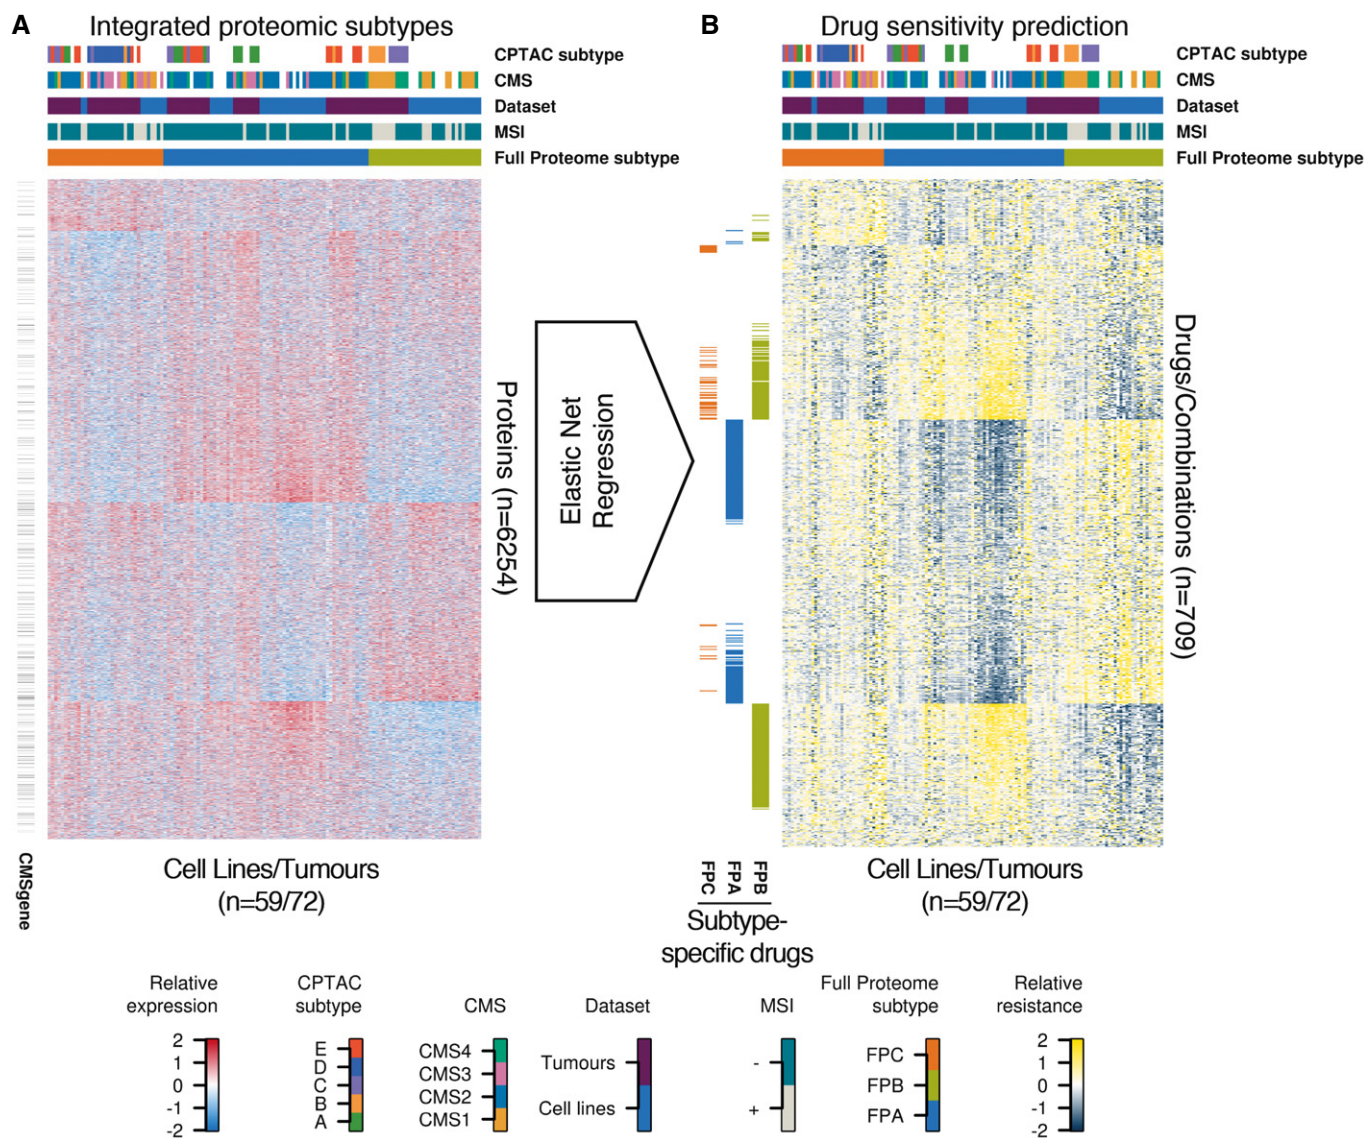 A
Integrated proteomic subtypes
CPTAC subtype
CMS
Dataset
MSI
Full Proteome subtype
Proteins (n=6254)
CMSgene
Cell Lines/Tumours
(n=59/72)
Elastic Net
Regression
B
Drug sensitivity prediction
CPTAC subtype
CMS
Dataset
MSI
Full Proteome subtype
Drugs/Combinations (n=709)
FPC
FPA
FPB
Subtype-
specific drugs
Cell Lines/Tumours
(n=59/72)
Relative
expression
2
1
0
-1
-2
CPTAC
subtype
E
D
C
B
A
CMS
CMS4
CMS3
CMS2
CMS1
Dataset
Tumours
Cell lines
MSI
-
+
Full Proteome
subtype
FPC
FPB
FPA
Relative
resistance
2
1
0
-1
-2